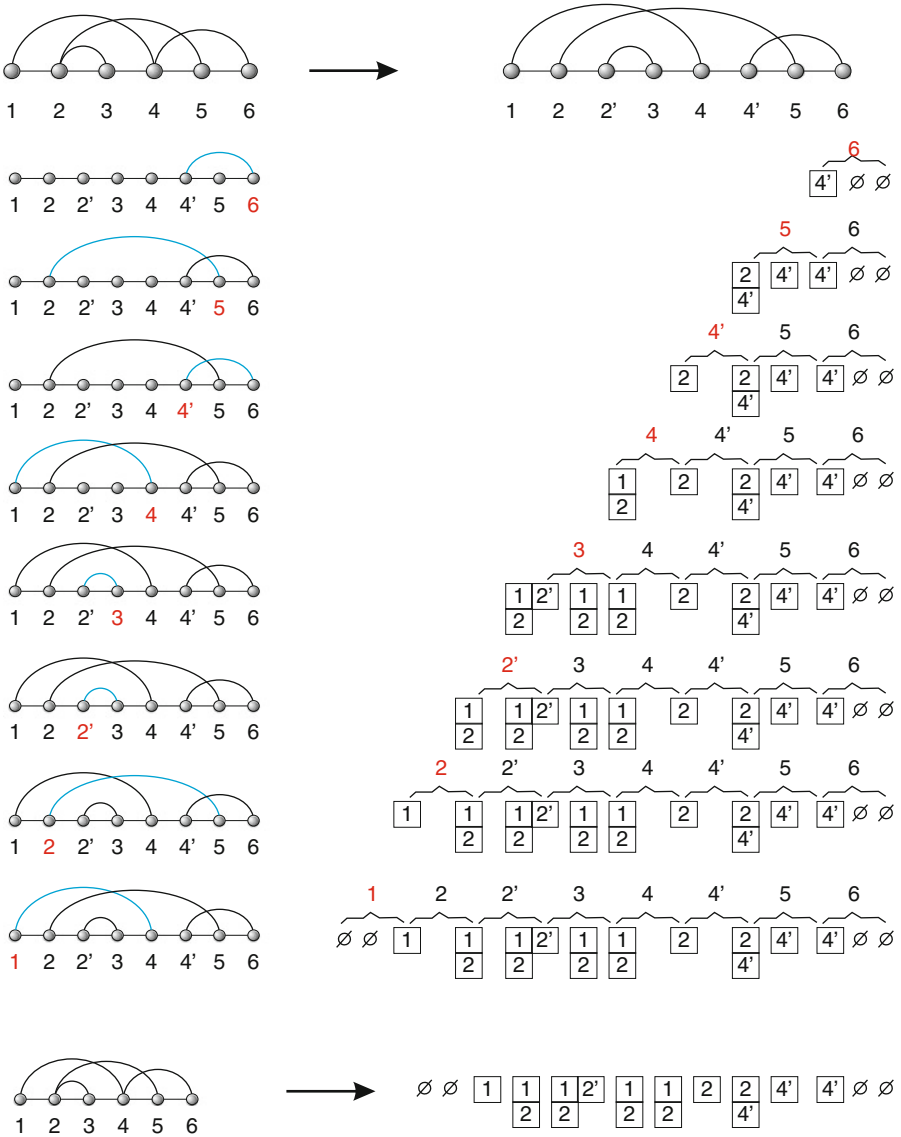 1 2 3 4 5 6 1 2 2' 3 4 4' 5 6
6
4' ∅ ∅
1 2 2' 3 4 4' 5 6
5 6
2 4' 4' ∅ ∅
4'
1 2 2' 3 4 4' 5 6
4' 5 6
2 2 4' 4' ∅ ∅
4'
1 2 2' 3 4 4' 5 6
4 4' 5 6
1 2 2 4' 4' ∅ ∅
2 4'
1 2 2' 3 4 4' 5 6
3 4 4' 5 6
1 2' 1 1 2 2 4' 4' ∅ ∅
2 2 2 4'
1 2 2' 3 4 4' 5 6
2' 3 4 4' 5 6
1 1 2' 1 1 2 2 4' 4' ∅ ∅
2 2 2 2 4'
1 2 2' 3 4 4' 5 6
2 2' 3 4 4' 5 6
1 1 1 2' 1 1 2 2 4' 4' ∅ ∅
2 2 2 2 4'
1 2 2' 3 4 4' 5 6
1 2 2' 3 4 4' 5 6
∅ ∅ 1 1 1 2' 1 1 2 2 4' 4' ∅ ∅
2 2 2 2 4'
1 2 2' 3 4 4' 5 6
∅ ∅ 1 1 1 2' 1 1 2 2 4' 4' ∅ ∅
2 2 2 2 4'
1 2 3 4 5 6